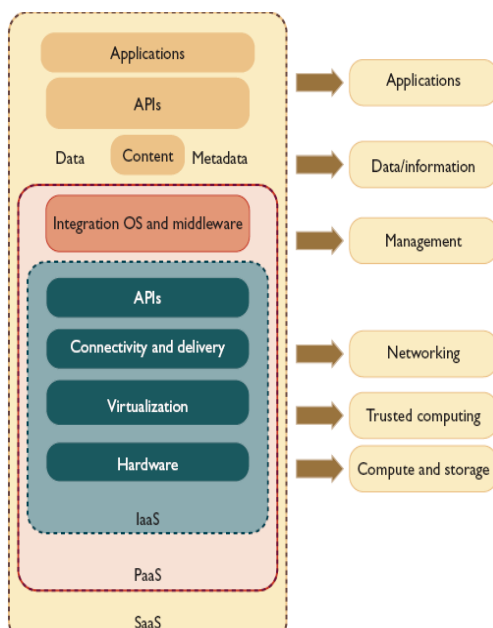 Applications
APIs
Data
Content
Metadata
Integration OS and middleware
APIs
Connectivity and delivery
Virtualization
Hardware
IaaS
PaaS
SaaS
Applications
Data/information
Management
Networking
Trusted computing
Compute and storage